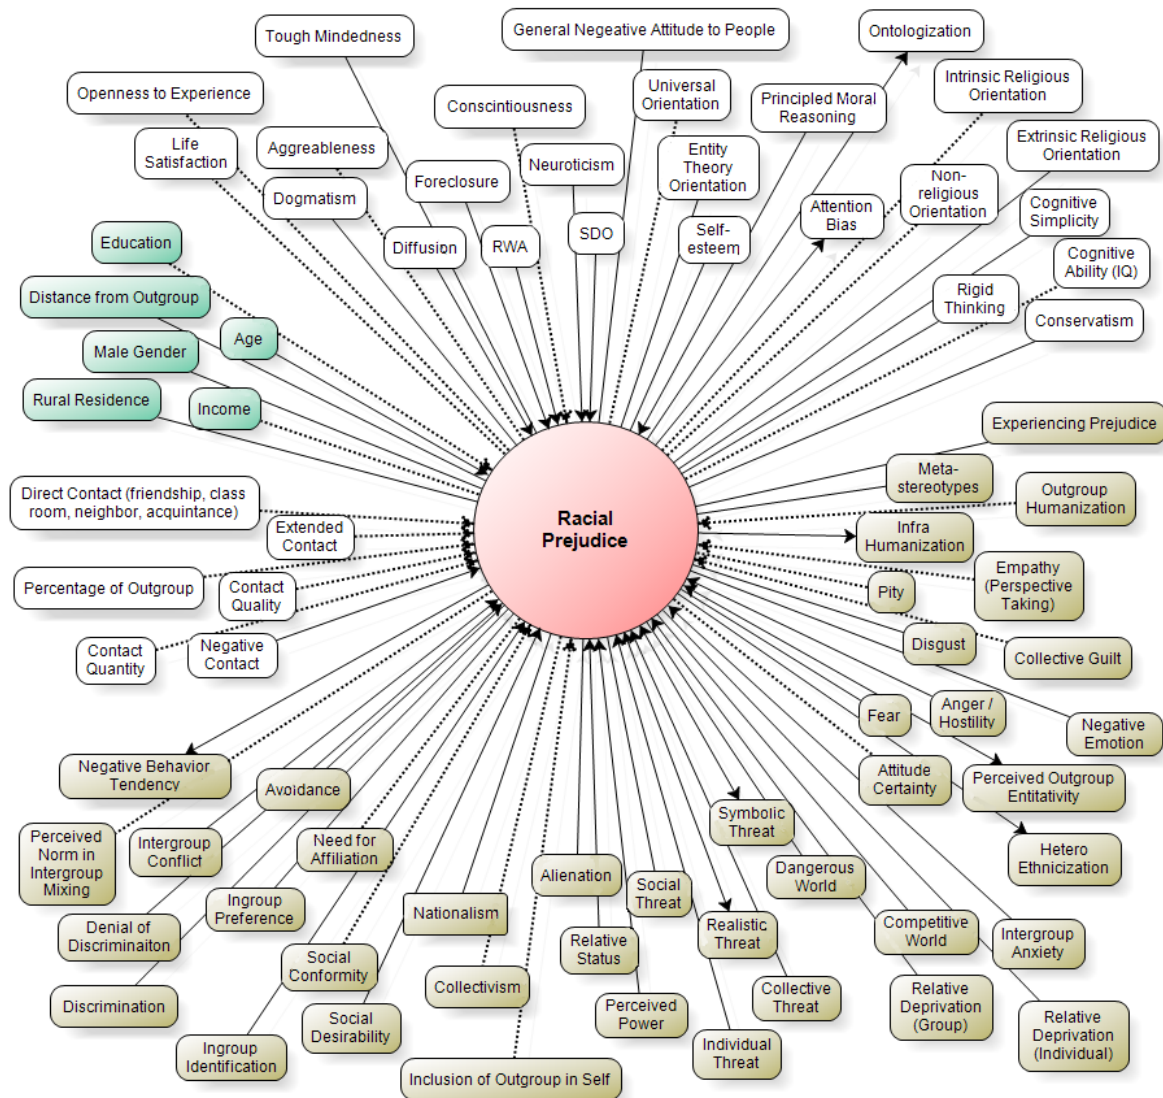 General Negeative Attitude to People
Tough Mindedness
Ontologization
Openness to Experience
Conscintiousness
Universal
Orientation
Principled Moral
Reasoning
Intrinsic Religious
Orientation
Life
Satisfaction
Aggreableness
Neuroticism
Entity
Theory
Orientation
Extrinsic Religious
Orientation
Dogmatism
Foreclosure
Non-
religious
Orientation
Cognitive
Simplicity
Attention
Bias
Education
Diffusion
RWA
SDO
Self-
esteem
Cognitive
Ability (IQ)
Distance from Outgroup
Rigid
Thinking
Conservatism
Age
Male Gender
Rural Residence
Income
Experiencing Prejudice
Meta-
stereotypes
Outgroup
Humanization
Direct Contact (friendship, class
room, neighbor, acquintance)
Extended
Contact
Racial
Prejudice
Infra
Humanization
Percentage of Outgroup
Contact
Quality
Pity
Empathy
(Perspective
Taking)
Contact
Quantity
Negative
Contact
Disgust
Collective Guilt
Fear
Anger /
Hostility
Negative
Emotion
Negative Behavior
Tendency
Avoidance
Attitude
Certainty
Perceived Outgroup
Entitativity
Perceived
Norm in
Intergroup
Mixing
Intergroup
Conflict
Need for
Affiliation
Symbolic
Threat
Hetero
Ethnicization
Alienation
Social
Threat
Dangerous
World
Denial of
Discriminaiton
Ingroup
Preference
Nationalism
Realistic
Threat
Competitive
World
Intergroup
Anxiety
Relative
Status
Social
Conformity
Discrimination
Collectivism
Collective
Threat
Relative
Deprivation
(Group)
Relative
Deprivation
(Individual)
Perceived
Power
Social
Desirability
Ingroup
Identification
Individual
Threat
Inclusion of Outgroup in Self